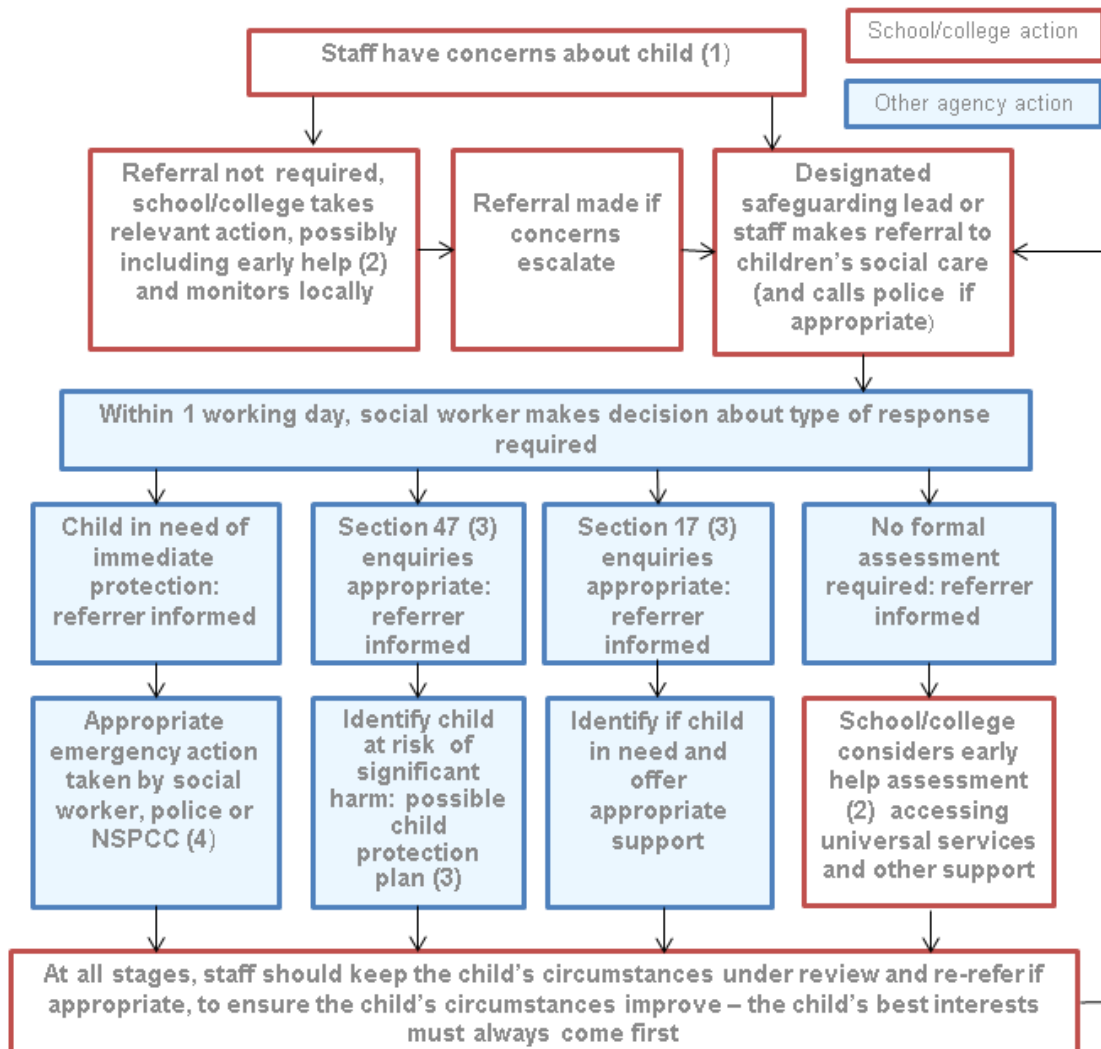 School/college action
Staff have concerns about child (1)
Other agency action
Referral not required,
school/college takes
relevant action, possibly
including early help (2)
and monitors locally
Referral made if
concerns
escalate
Designated
safeguarding lead or
staff makes referral to
children's social care
(and calls police if
appropriate)
Within 1 working day, social worker makes decision about type of response
required
Child in need of
immediate
protection:
referrer informed
Section 47 (3)
enquiries
appropriate:
referrer
informed
Section 17 (3)
enquiries
appropriate:
referrer
informed
No formal
assessment
required: referrer
informed
Appropriate
emergency action
taken by social
worker, police or
NSPCC (4)
Identify child
at risk of
significant
harm: possible
child
protection
plan (3)
Identify if child
in need and
offer
appropriate
support
School/college
considers early
help assessment
(2) accessing
universal services
and other support
At all stages, staff should keep the child's circumstances under review and re-refer if
appropriate, to ensure the child's circumstances improve – the child's best interests
must always come first